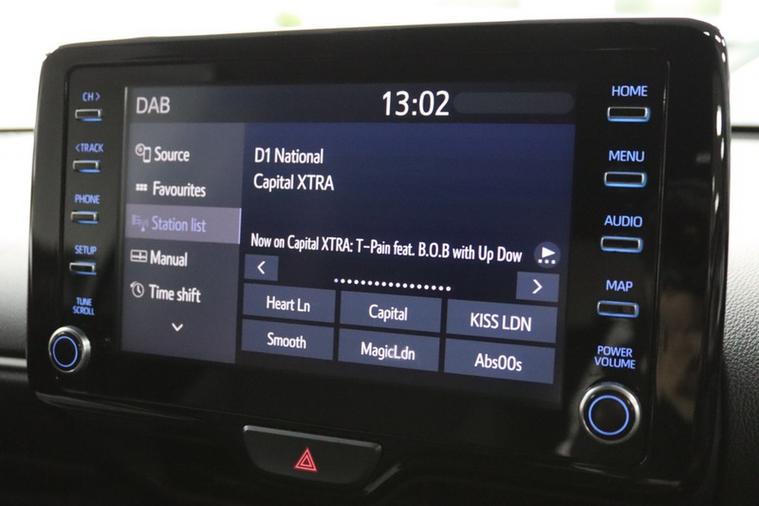 CH >
< TRACK
PHONE
SETUP
TUNE
SCROLL
DAB
13:02
Source
Favourites
Station list
Manual
Time shift
D1 National
Capital XTRA
Now on Capital XTRA: T-Pain feat. B.O.B with Up Dow
Heart Ln
Capital
KISS LDN
Smooth
MagicLdn
Abs00s
HOME
MENU
AUDIO
MAP
POWER
VOLUME